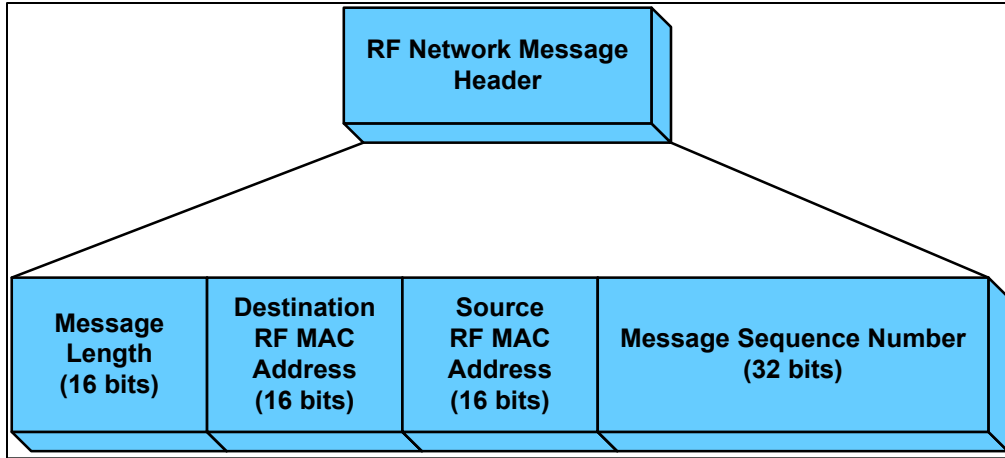 RF Network Message
Header
Message
Length
(16 bits)
Destination
RF MAC
Address
(16 bits)
Source
RF MAC
Address
(16 bits)
Message Sequence Number
(32 bits)